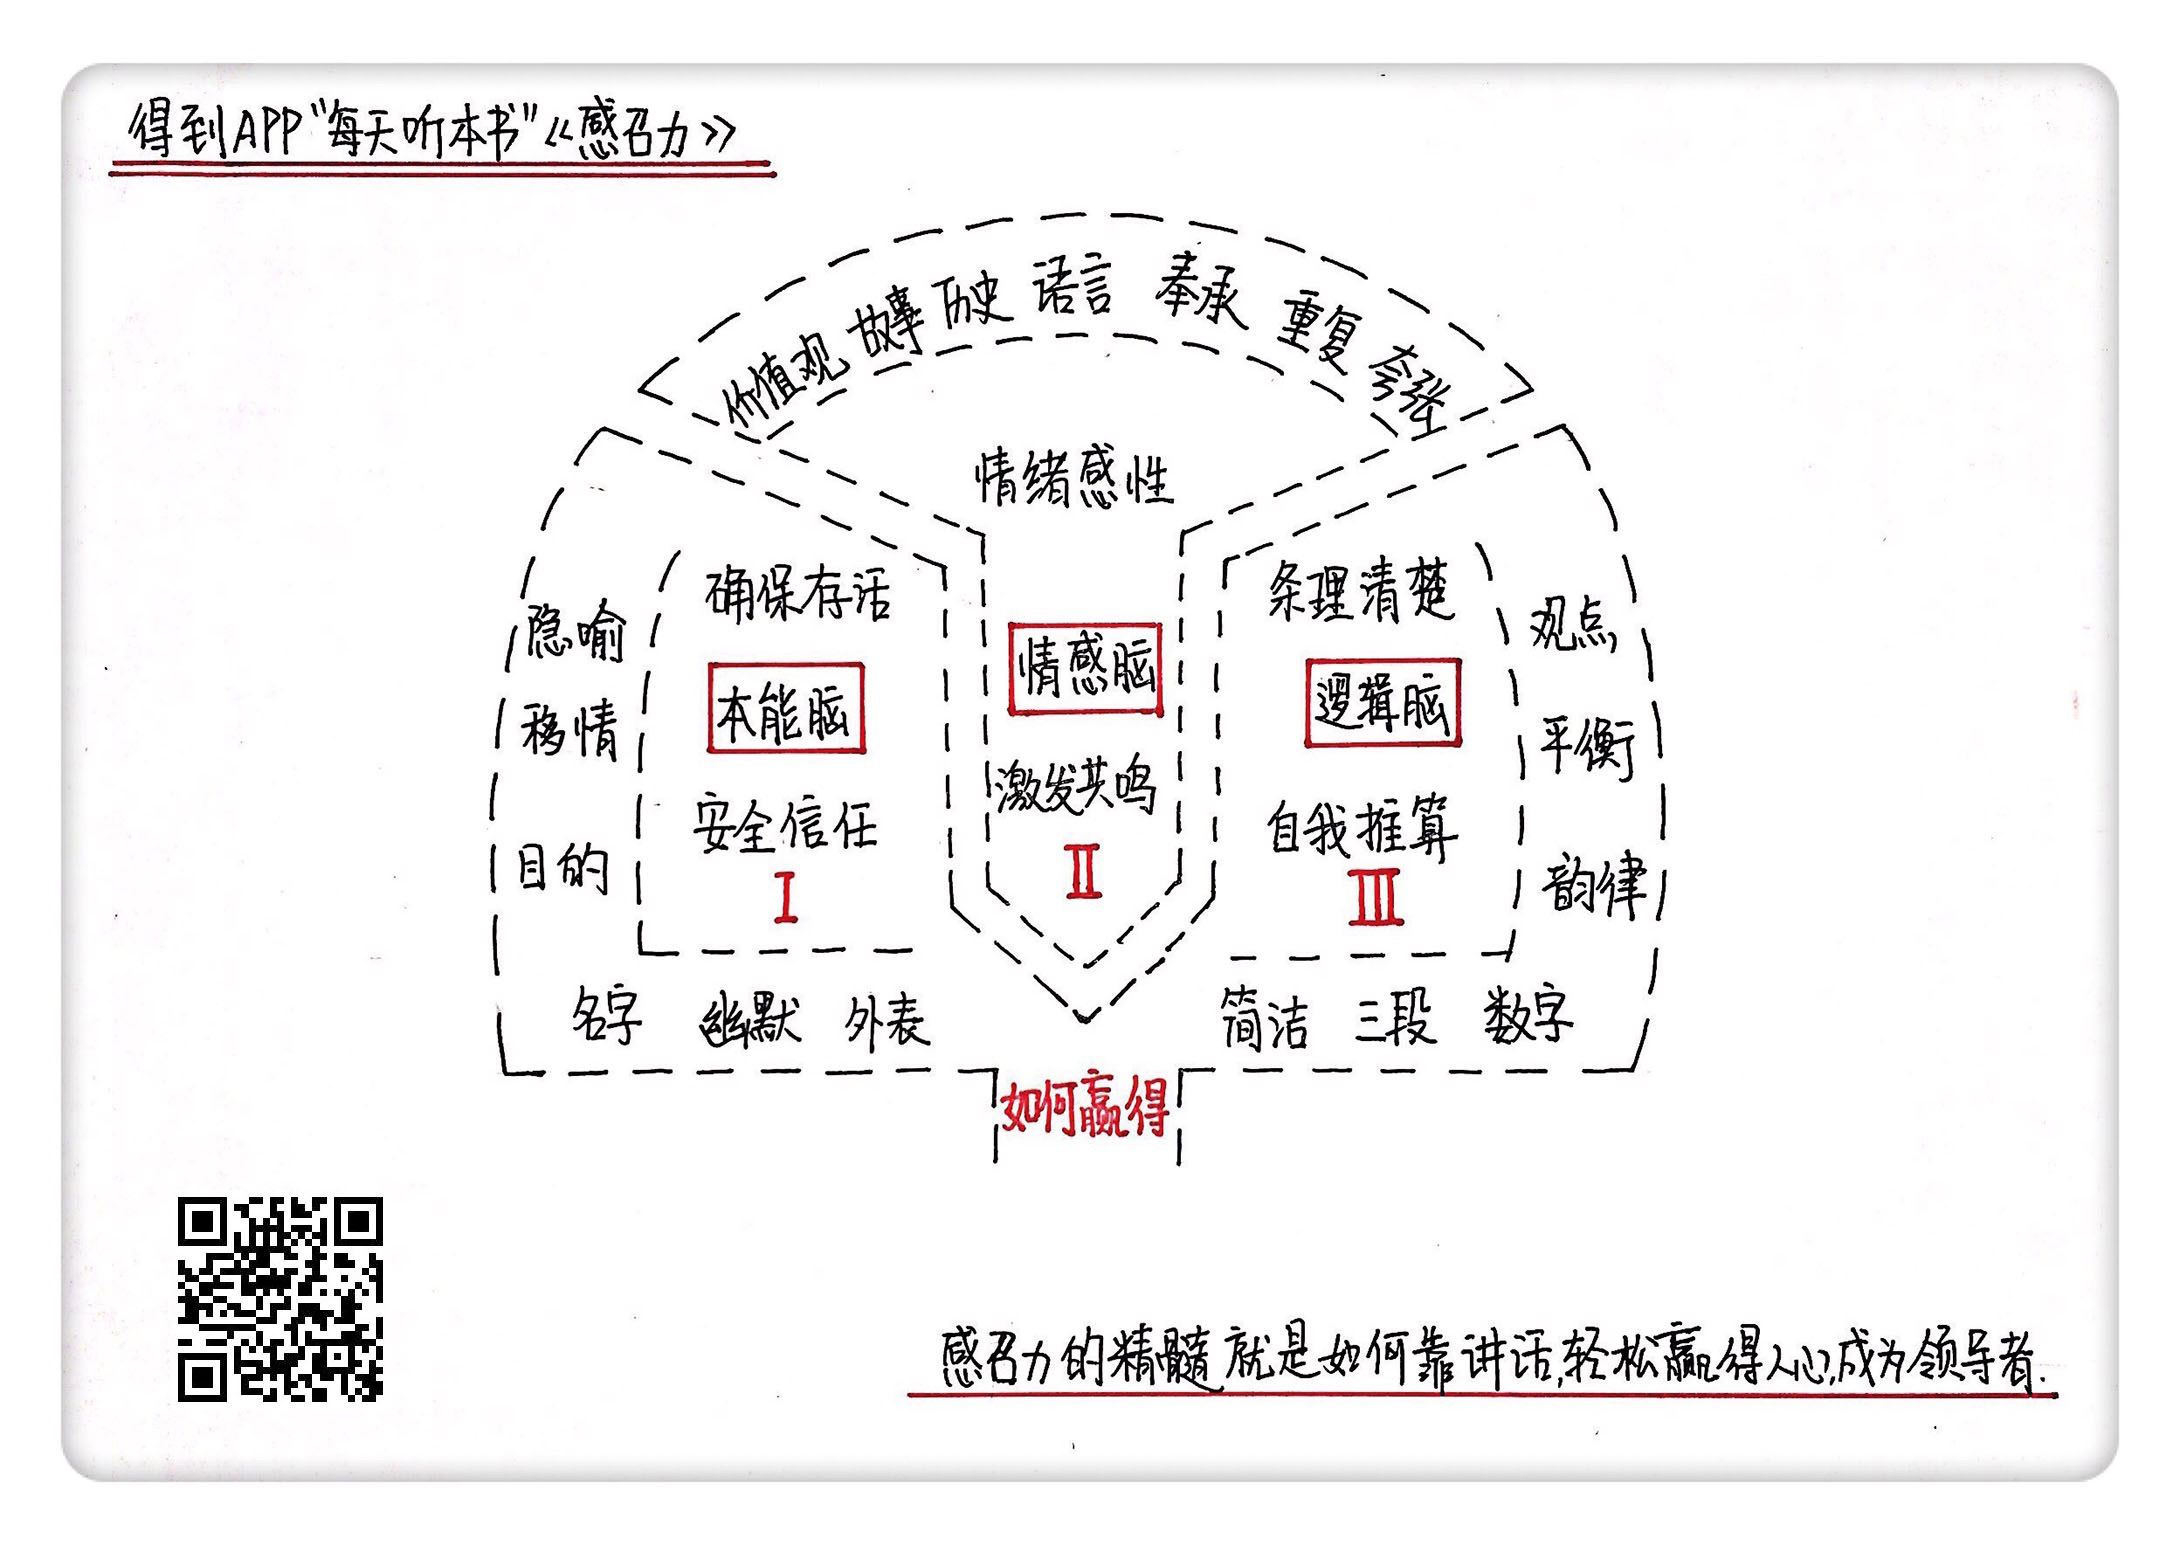 得到APP"每天听本书"《感召力》
价值观 故事 历史 语言 奉承 重复 夸张
情绪感性
情感脑
激发共鸣
II
确保存活
本能脑
安全信任
I
隐喻
移情
目的
名字 幽默 外表
条理清楚
逻辑脑
自我推算
III
观点
平衡
韵律
简洁 三段 数字
如何赢得
感召力的精髓就是如何靠讲话,轻松赢得人心,成为领导者.